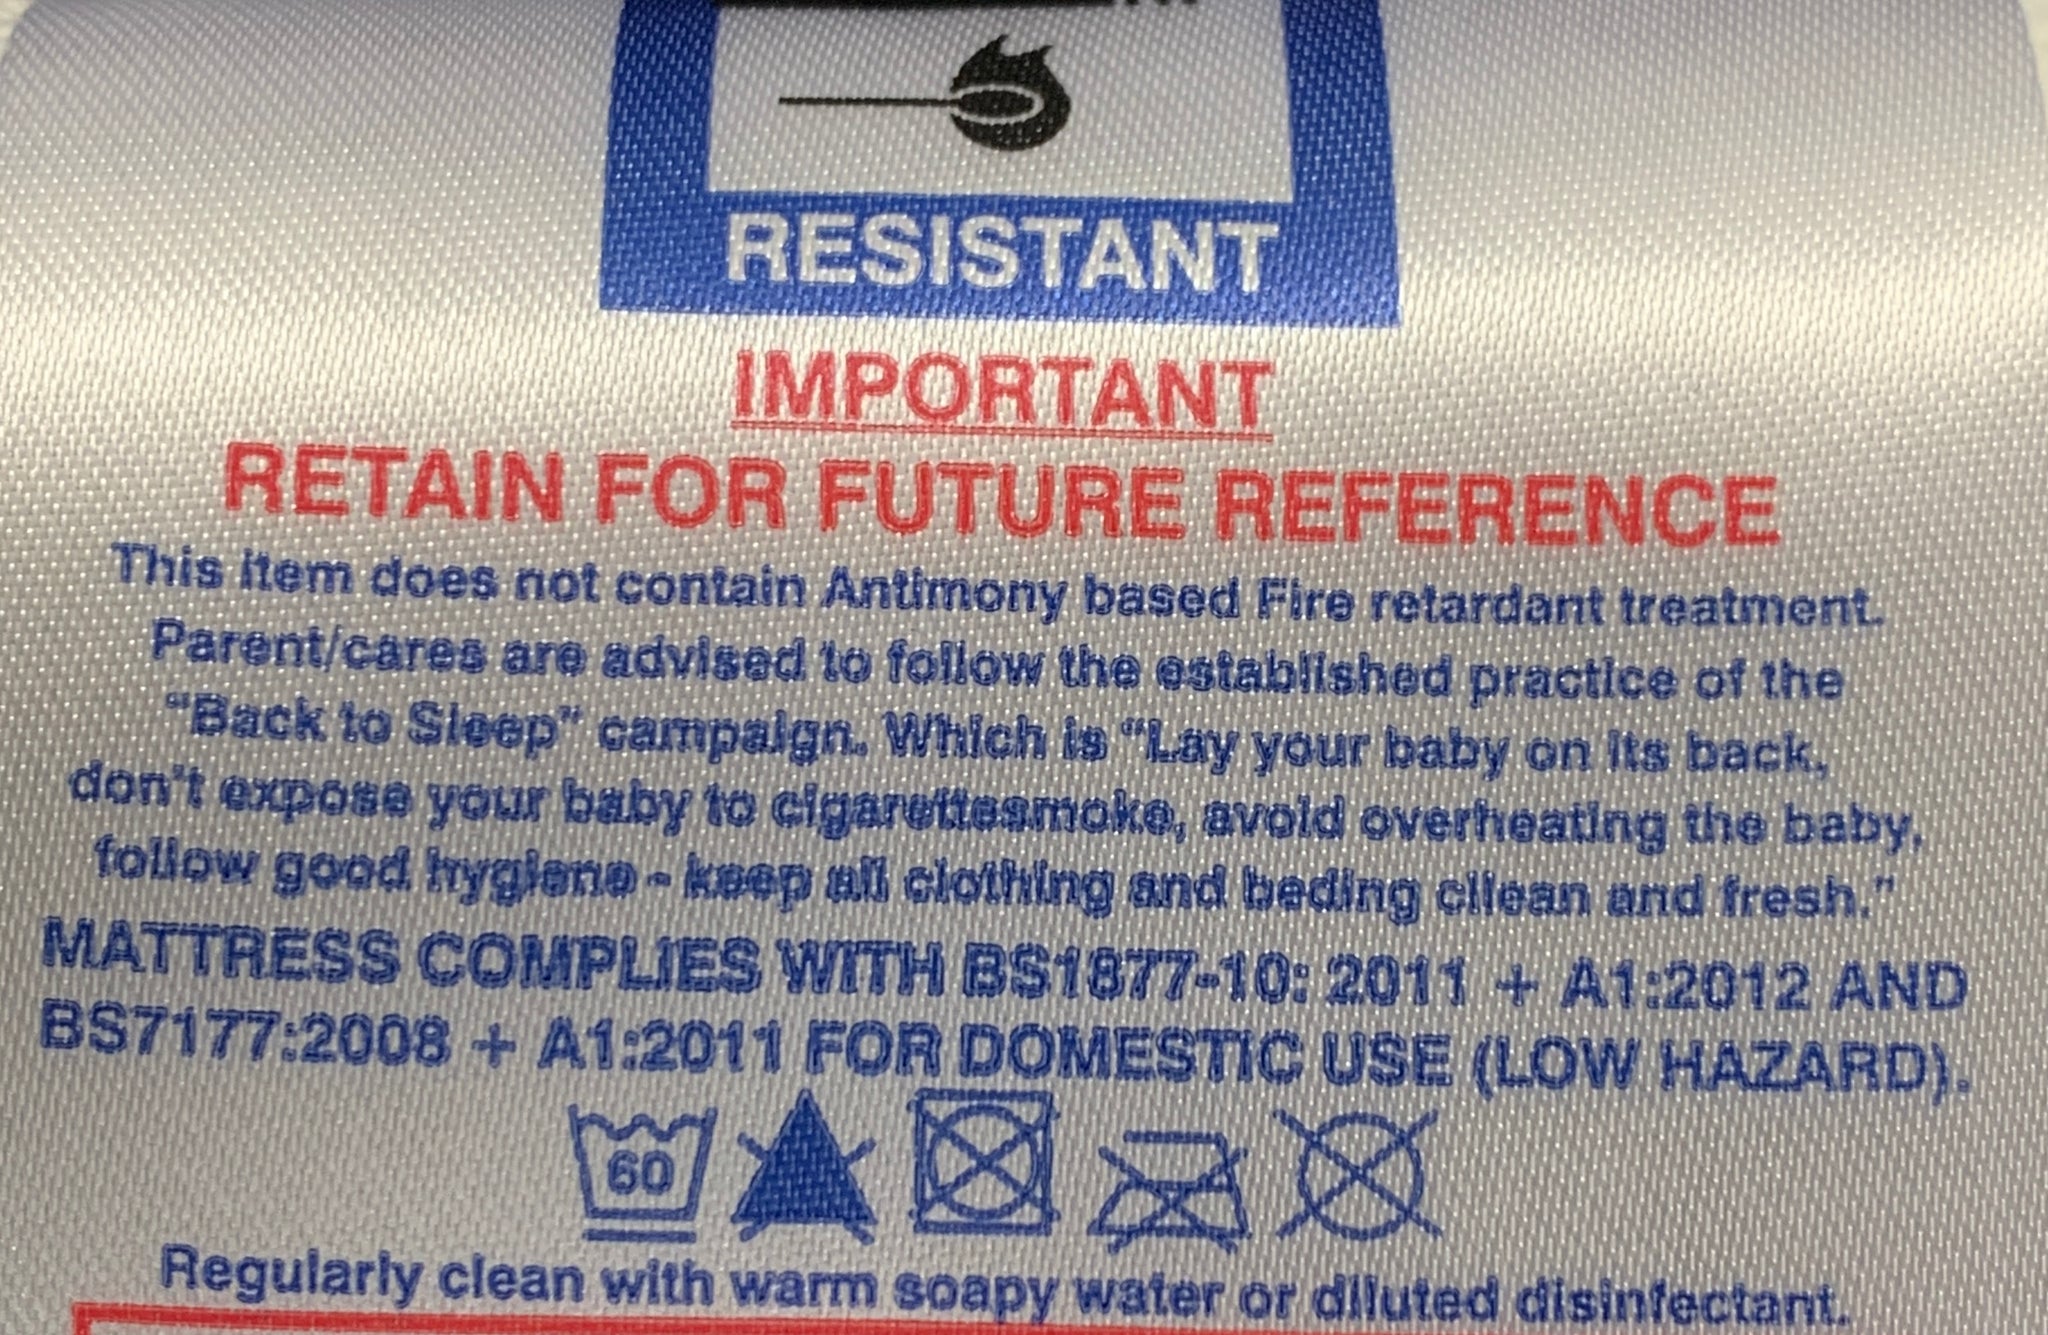 RESISTANT
IMPORTANT
RETAIN FOR FUTURE REFERENCE
This item does not contain Antimony based Fire retardant treatment.
Parent/cares are advised to follow the established practice of the
“Back to Sleep” campaign. Which is “Lay your baby on its back,
don't expose your baby to cigarettesmoke, avoid overheating the baby,
follow good hygiene - keep all clothing and beding cllean and fresh.”
MATTRESS COMPLIES WITH BS1877-10: 2011 + A1:2012 AND
BS7177:2008 + A1:2011 FOR DOMESTIC USE (LOW HAZARD).
60
Regularly clean with warm soapy water or diluted disinfectant.